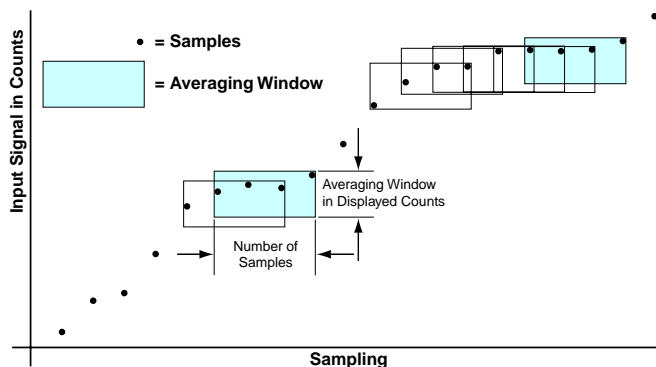 = Samples
= Averaging Window
Input Signal in Counts
Averaging Window
in Displayed Counts
Number of
Samples
Sampling